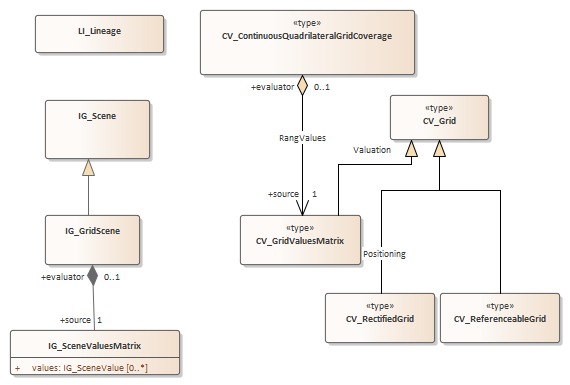 LI_Lineage
«type»
CV_ContinuousQuadrilateralGridCoverage
+evaluator 0..1
IG_Scene
«type»
CV_Grid
RangValues
Valuation
+source 1
IG_GridScene
«type»
CV_GridValuesMatrix
Positioning
+evaluator 0..1
«type»
CV_RectifiedGrid
«type»
CV_ReferenceableGrid
+source 1
IG_SceneValuesMatrix
+ values: IG_SceneValue [0..*]